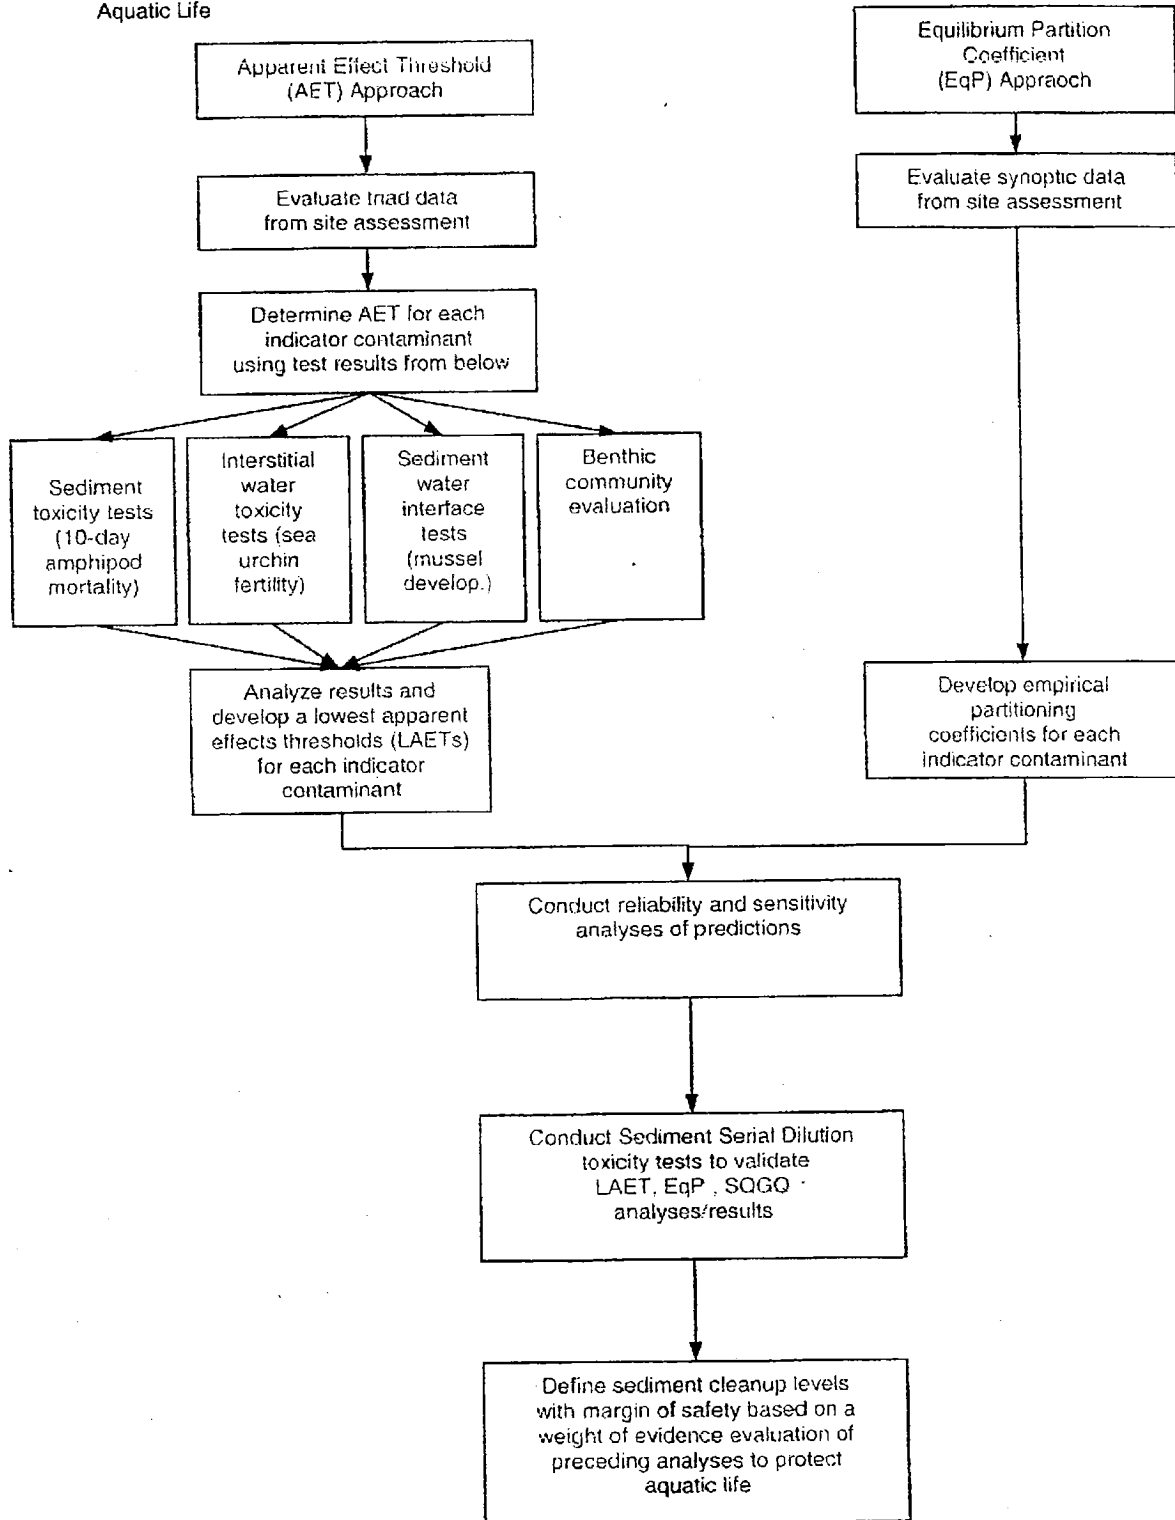 Aquatic Life
Apparent Effect Threshold
(AET) Approach
Evaluate triad data
from site assessment
Determine AET for each
indicator contaminant
using test results from below
Sediment
toxicity tests
(10-day
amphipod
mortality)
Interstitial
water
toxicity
tests (sea
urchin
fertility)
Sediment
water
interface
tests
(mussel
develop.)
Benthic
community
evaluation
Analyze results and
develop a lowest apparent
effects thresholds (LAETs)
for each indicator
contaminant
Equilibrium Partition
Coefficient
(EqP) Appraoch
Evaluate synoptic data
from site assessment
Develop empirical
partitioning
coefficients for each
indicator contaminant
Conduct reliability and sensitivity
analyses of predictions
Conduct Sediment Serial Dilution
toxicity tests to validate
LAET, EqP , SQGQ
analyses/results
Define sediment cleanup levels
with margin of safety based on a
weight of evidence evaluation of
preceding analyses to protect
aquatic life